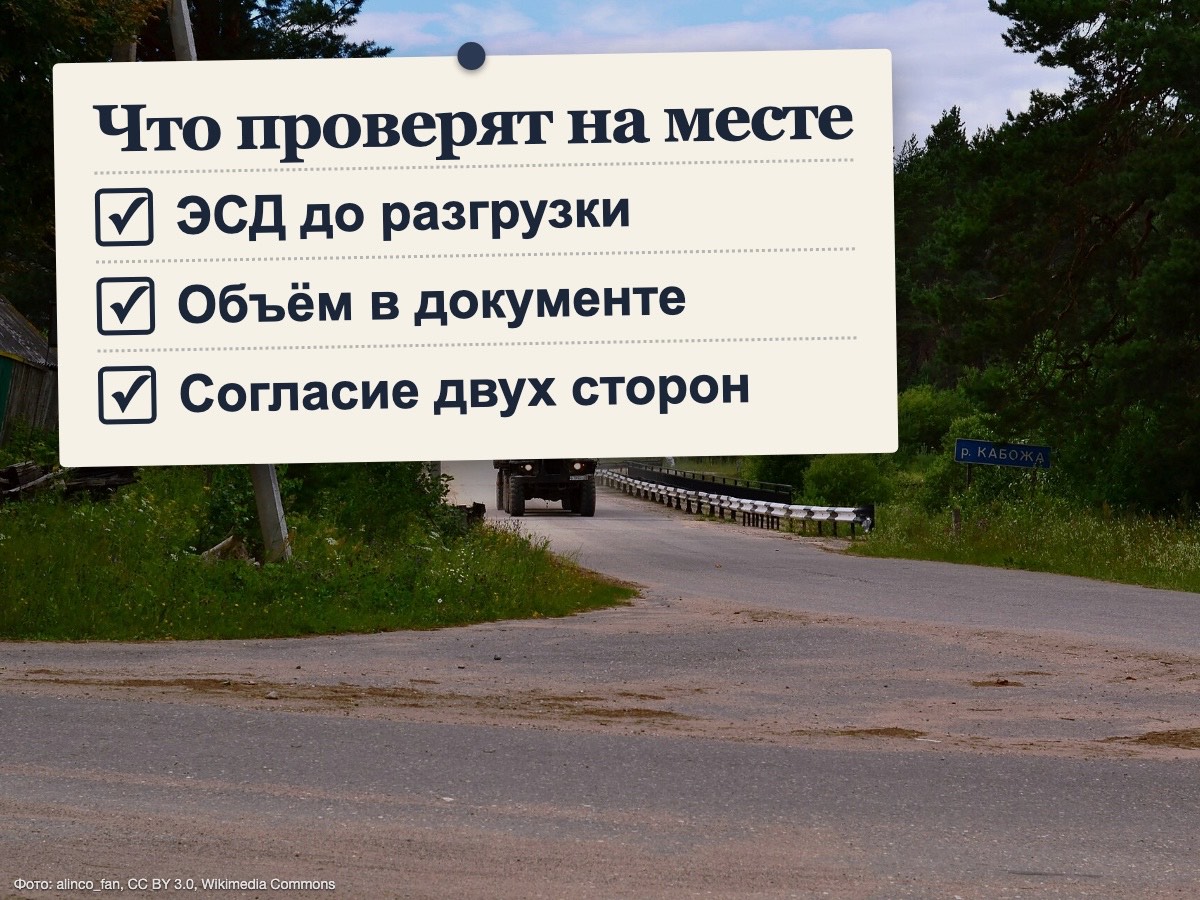 Что проверят на месте
ЭСД до разгрузки
Объём в документе
Согласие двух сторон
р. КАБОЖА
Фото: alinco_fan, CC BY 3.0, Wikimedia Commons